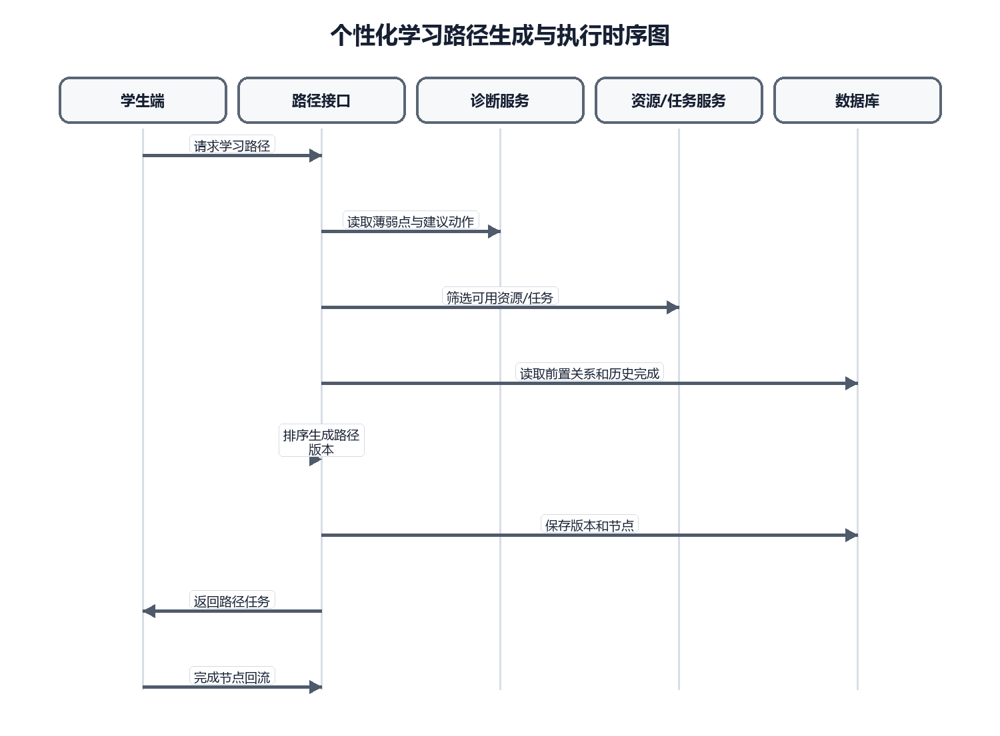 个性化学习路径生成与执行时序图
学生端
路径接口
诊断服务
资源/任务服务
数据库
请求学习路径
读取薄弱点与建议动作
筛选可用资源/任务
读取前置关系和历史完成
排序生成路径
版本
保存版本和节点
返回路径任务
完成节点回流